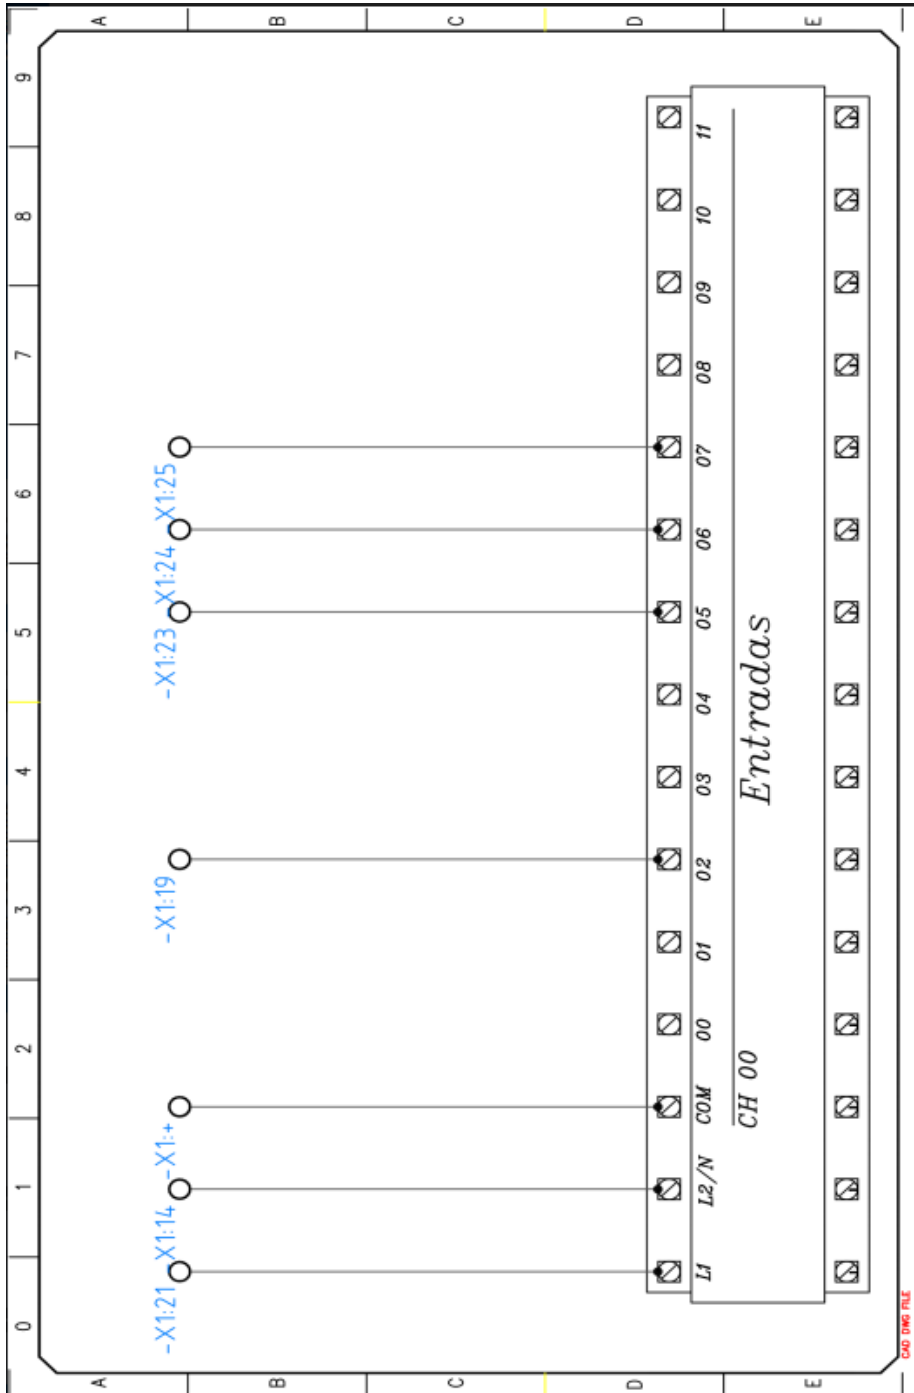 0 1 2 3 4 5 6 7 8 9
A
B
C
D
E
A
B
C
D
E
-X1:21
-X1:14
-X1:+
-X1:19
-X1:23
-X1:24
-X1:25
L1 L2/N COM 00 01 02 03 04 05 06 07 08 09 10 11
CH 00
Entradas
CAD DWG FILE